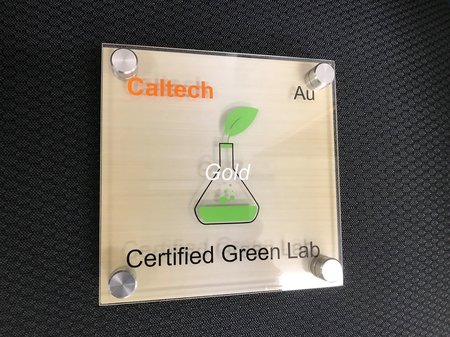 Caltech
Au
Gold
Certified Green Lab